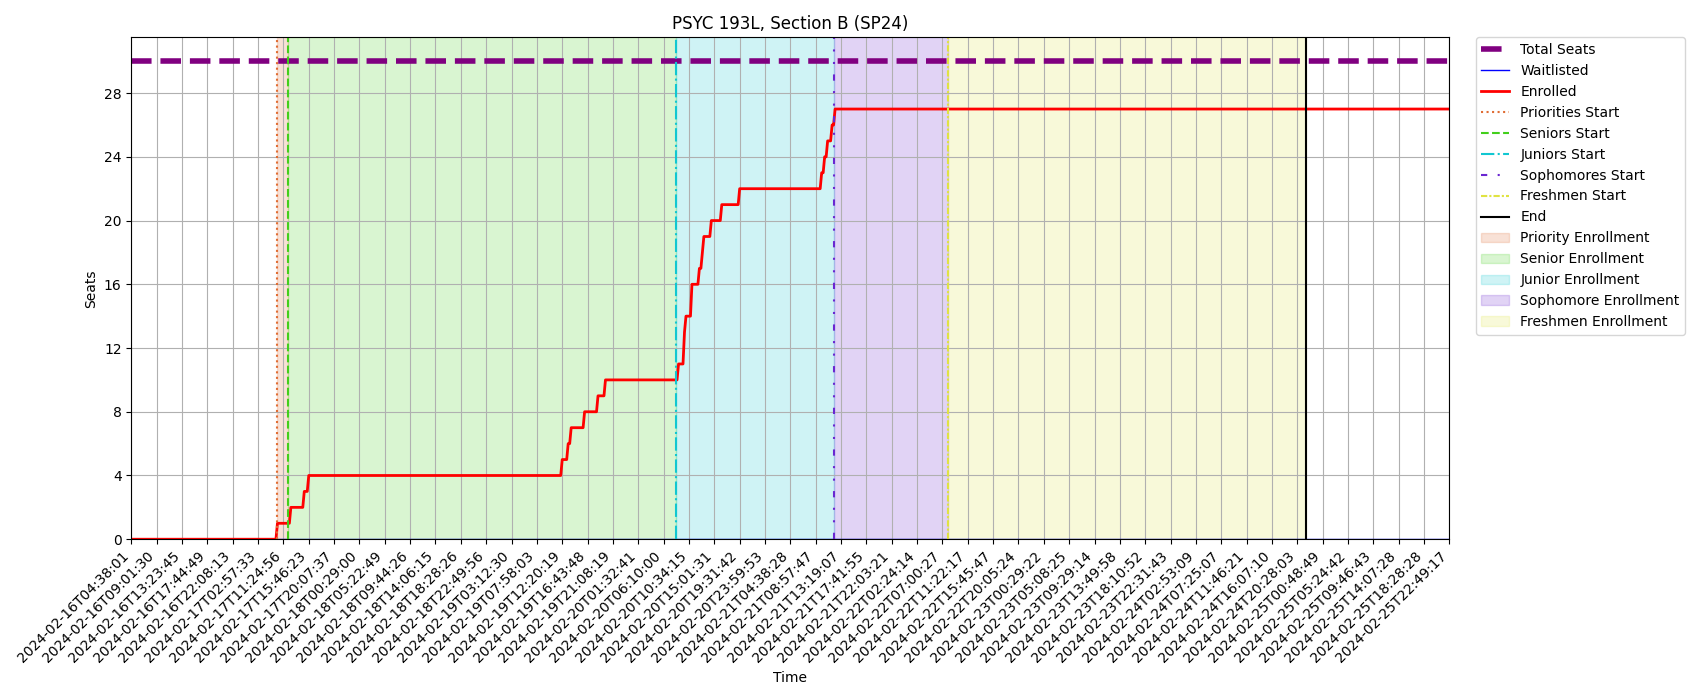 PSYC 193L, Section B (SP24)
Total Seats
Waitlisted
Enrolled
Priorities Start
Seniors Start
Juniors Start
Sophomores Start
Freshmen Start
End
Priority Enrollment
Senior Enrollment
Junior Enrollment
Sophomore Enrollment
Freshmen Enrollment
Seats
28
24
20
16
12
8
4
0
2024-02-16T04:38:01
2024-02-16T09:01:30
2024-02-16T13:23:45
2024-02-16T17:44:49
2024-02-16T22:08:13
2024-02-17T02:57:33
2024-02-17T11:24:56
2024-02-17T15:46:23
2024-02-17T20:07:37
2024-02-18T00:29:00
2024-02-18T05:22:49
2024-02-18T09:44:26
2024-02-18T14:06:15
2024-02-18T18:28:26
2024-02-18T22:49:56
2024-02-19T03:12:30
2024-02-19T07:58:03
2024-02-19T12:20:19
2024-02-19T16:43:48
2024-02-19T21:08:19
2024-02-20T01:32:41
2024-02-20T06:10:00
2024-02-20T10:34:15
2024-02-20T15:01:31
2024-02-20T19:31:42
2024-02-20T23:59:53
2024-02-21T04:38:28
2024-02-21T08:57:47
2024-02-21T13:19:07
2024-02-21T17:41:55
2024-02-21T22:03:21
2024-02-22T02:24:14
2024-02-22T07:00:27
2024-02-22T11:22:17
2024-02-22T15:45:47
2024-02-22T20:05:24
2024-02-23T00:29:22
2024-02-23T05:08:25
2024-02-23T09:29:14
2024-02-23T13:49:58
2024-02-23T18:10:52
2024-02-23T22:31:43
2024-02-24T02:53:09
2024-02-24T07:25:07
2024-02-24T11:46:21
2024-02-24T16:07:10
2024-02-24T20:28:03
2024-02-25T00:48:49
2024-02-25T05:24:42
2024-02-25T09:46:43
2024-02-25T14:07:28
2024-02-25T18:28:28
2024-02-25T22:49:17
Time